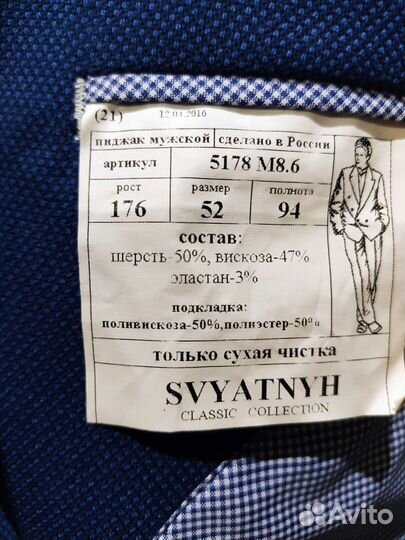 (21) 12.04.2016
пиджак мужской сделано в России
артикул 5178 М8.6
рост размер полнота
176 52 94
состав:
шерсть-50%, вискоза-47%
эластан-3%
подкладка:
поливискоза-50%,полиэстер-50%
только сухая чистка
SVYATNYH
CLASSIC COLLECTION
Avito